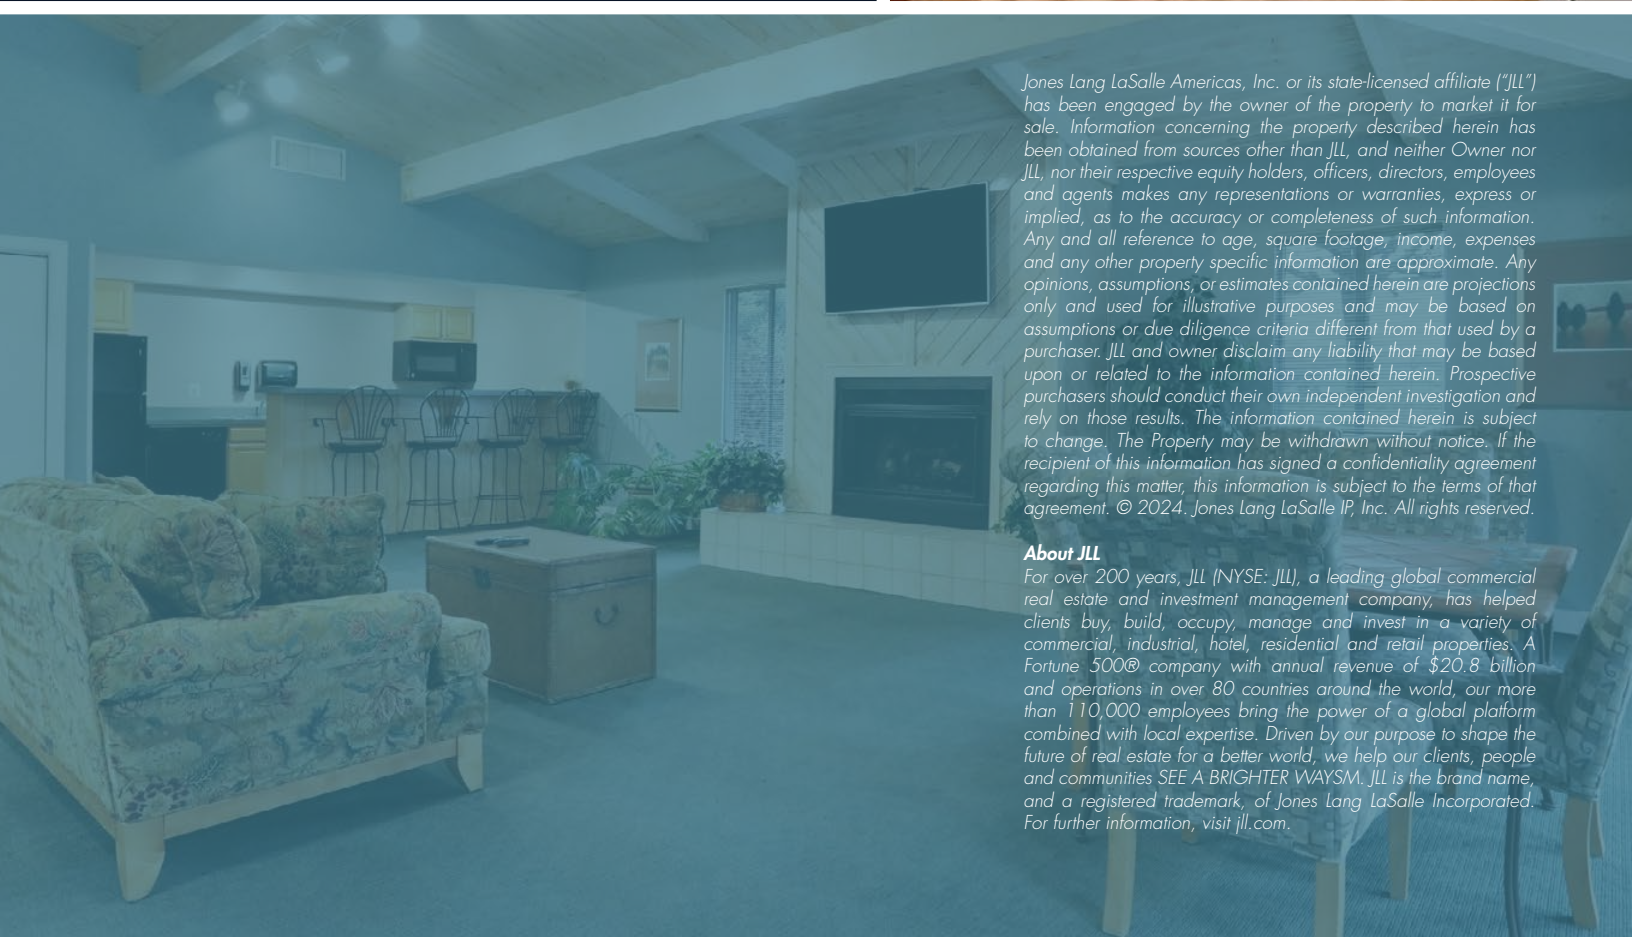 Jones Lang LaSalle Americas, Inc. or its state-licensed affiliate (“JLL”)
has been engaged by the owner of the property to market it for
sale. Information concerning the property described herein has
been obtained from sources other than JLL, and neither Owner nor
JLL, nor their respective equity holders, officers, directors, employees
and agents makes any representations or warranties, express or
implied, as to the accuracy or completeness of such information.
Any and all reference to age, square footage, income, expenses
and any other property specific information are approximate. Any
opinions, assumptions, or estimates contained herein are projections
only and used for illustrative purposes and may be based on
assumptions or due diligence criteria different from that used by a
purchaser. JLL and owner disclaim any liability that may be based
upon or related to the information contained herein. Prospective
purchasers should conduct their own independent investigation and
rely on those results. The information contained herein is subject
to change. The Property may be withdrawn without notice. If the
recipient of this information has signed a confidentiality agreement
regarding this matter, this information is subject to the terms of that
agreement. © 2024. Jones Lang LaSalle IP, Inc. All rights reserved.
About JLL
For over 200 years, JLL (NYSE: JLL), a leading global commercial
real estate and investment management company, has helped
clients buy, build, occupy, manage and invest in a variety of
commercial, industrial, hotel, residential and retail properties. A
Fortune 500® company with annual revenue of $20.8 billion
and operations in over 80 countries around the world, our more
than 110,000 employees bring the power of a global platform
combined with local expertise. Driven by our purpose to shape the
future of real estate for a better world, we help our clients, people
and communities SEE A BRIGHTER WAYSM. JLL is the brand name,
and a registered trademark, of Jones Lang LaSalle Incorporated.
For further information, visit jll.com.